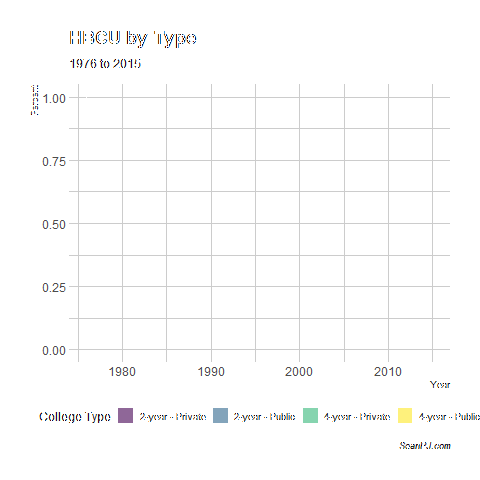 HBCU by Type
1976 to 2015
Percent
1.00
0.75
0.50
0.25
0.00
1980 1990 2000 2010
Year
College Type 2-year - Private 2-year - Public 4-year - Private 4-year - Public
SeanPJ.com